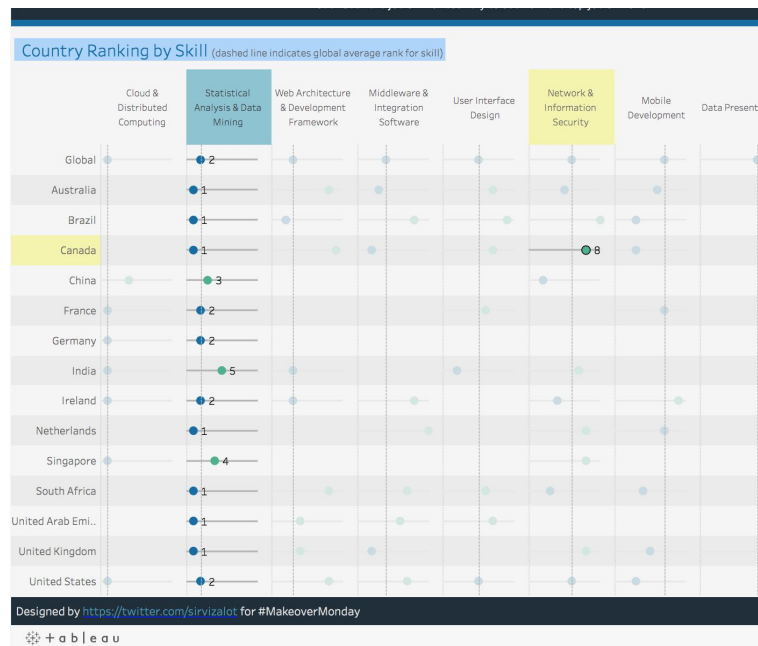 Country Ranking by Skill (dashed line indicates global average rank for skill)
Cloud &
Distributed
Computing
Statistical
Analysis & Data
Mining
Web Architecture
& Development
Framework
Middleware &
Integration
Software
User Interface
Design
Network &
Information
Security
Mobile
Development
Data Present
Global 2
Australia 1
Brazil 1
Canada 1 8
China 3
France 2
Germany 2
India 5
Ireland 2
Netherlands 1
Singapore 4
South Africa 1
United Arab Emi..
1
United Kingdom 1
United States 2
Designed by https://twitter.com/sirvizalot for #MakeoverMonday
+ableau